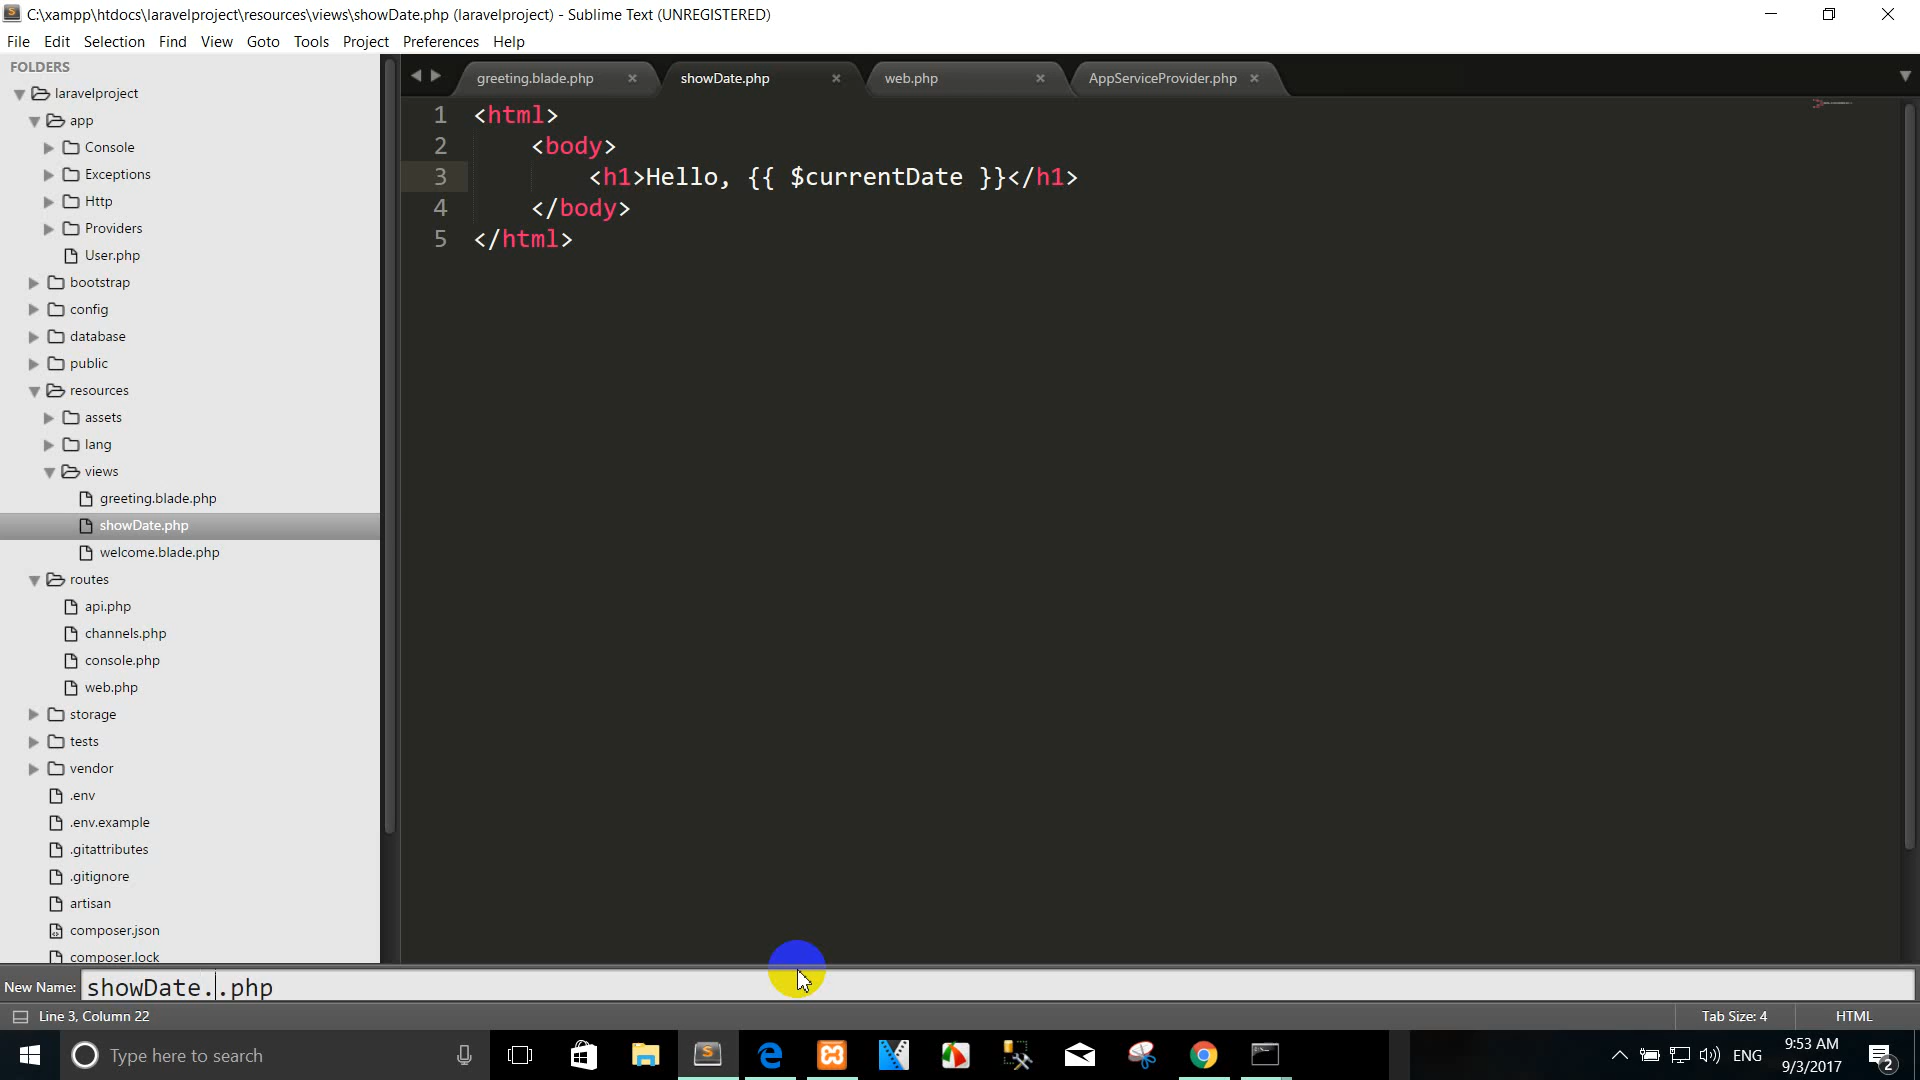 C:\xampp\htdocs\laravelproject\resources\views\showDate.php (laravelproject) - Sublime Text (UNREGISTERED)
File Edit Selection Find View Goto Tools Project Preferences Help
FOLDERS
laravelproject
app
Console
Exceptions
Http
Providers
User.php
bootstrap
config
database
public
resources
assets
lang
views
greeting.blade.php
showDate.php
welcome.blade.php
routes
api.php
channels.php
console.php
web.php
storage
tests
vendor
.env
.env.example
.gitattributes
.gitignore
artisan
composer.json
composer.lock
greeting.blade.php showDate.php web.php AppServiceProvider.php
1 <html>
2 <body>
3 <h1>Hello, {{ $currentDate }}</h1>
4 </body>
5 </html>
New Name: showDate..php
Line 3, Column 22 Tab Size: 4 HTML
Type here to search ENG 9:53 AM
9/3/2017 2